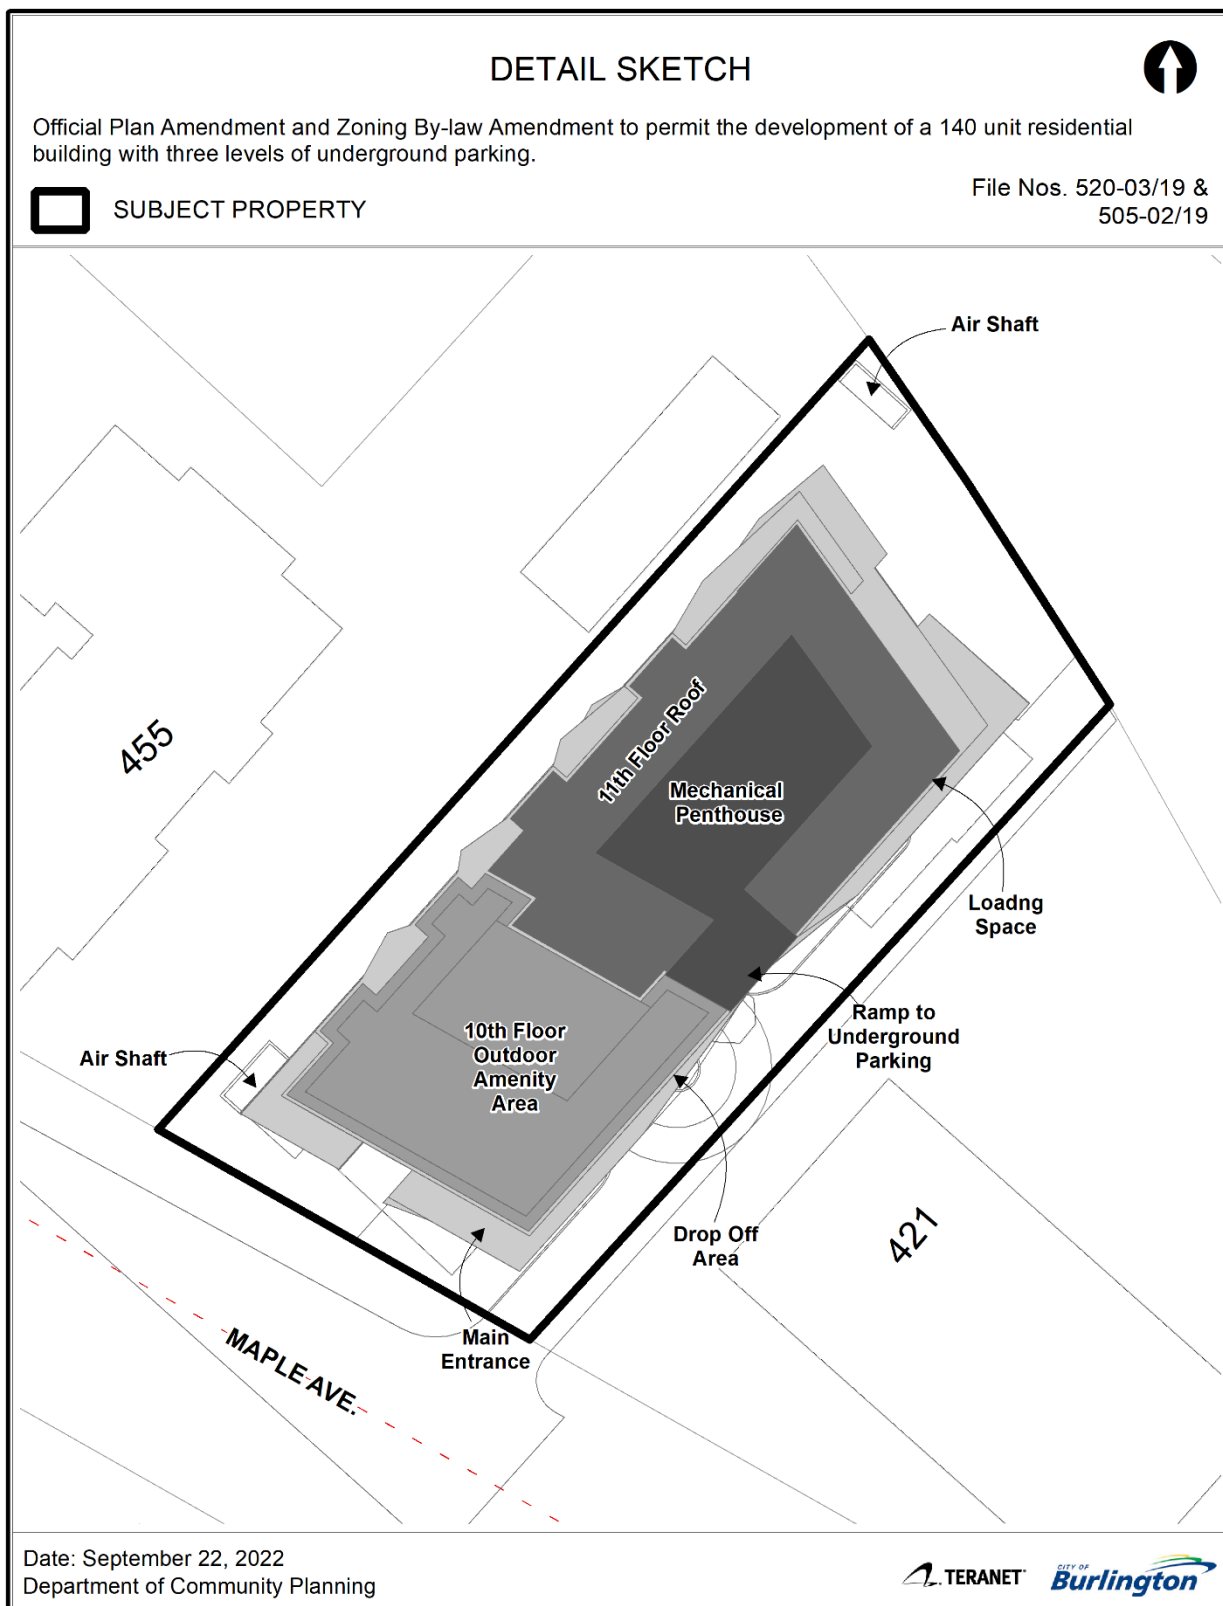 DETAIL SKETCH
Official Plan Amendment and Zoning By-law Amendment to permit the development of a 140 unit residential
building with three levels of underground parking.
SUBJECT PROPERTY
File Nos. 520-03/19 &
505-02/19
Air Shaft
455
11th Floor Roof
Mechanical
Penthouse
Loadng
Space
Ramp to
Underground
Parking
10th Floor
Outdoor
Amenity
Area
Air Shaft
Drop Off
Area
421
Main
Entrance
MAPLE AVE.
Date: September 22, 2022
Department of Community Planning
TERANET
CITY OF
Burlington